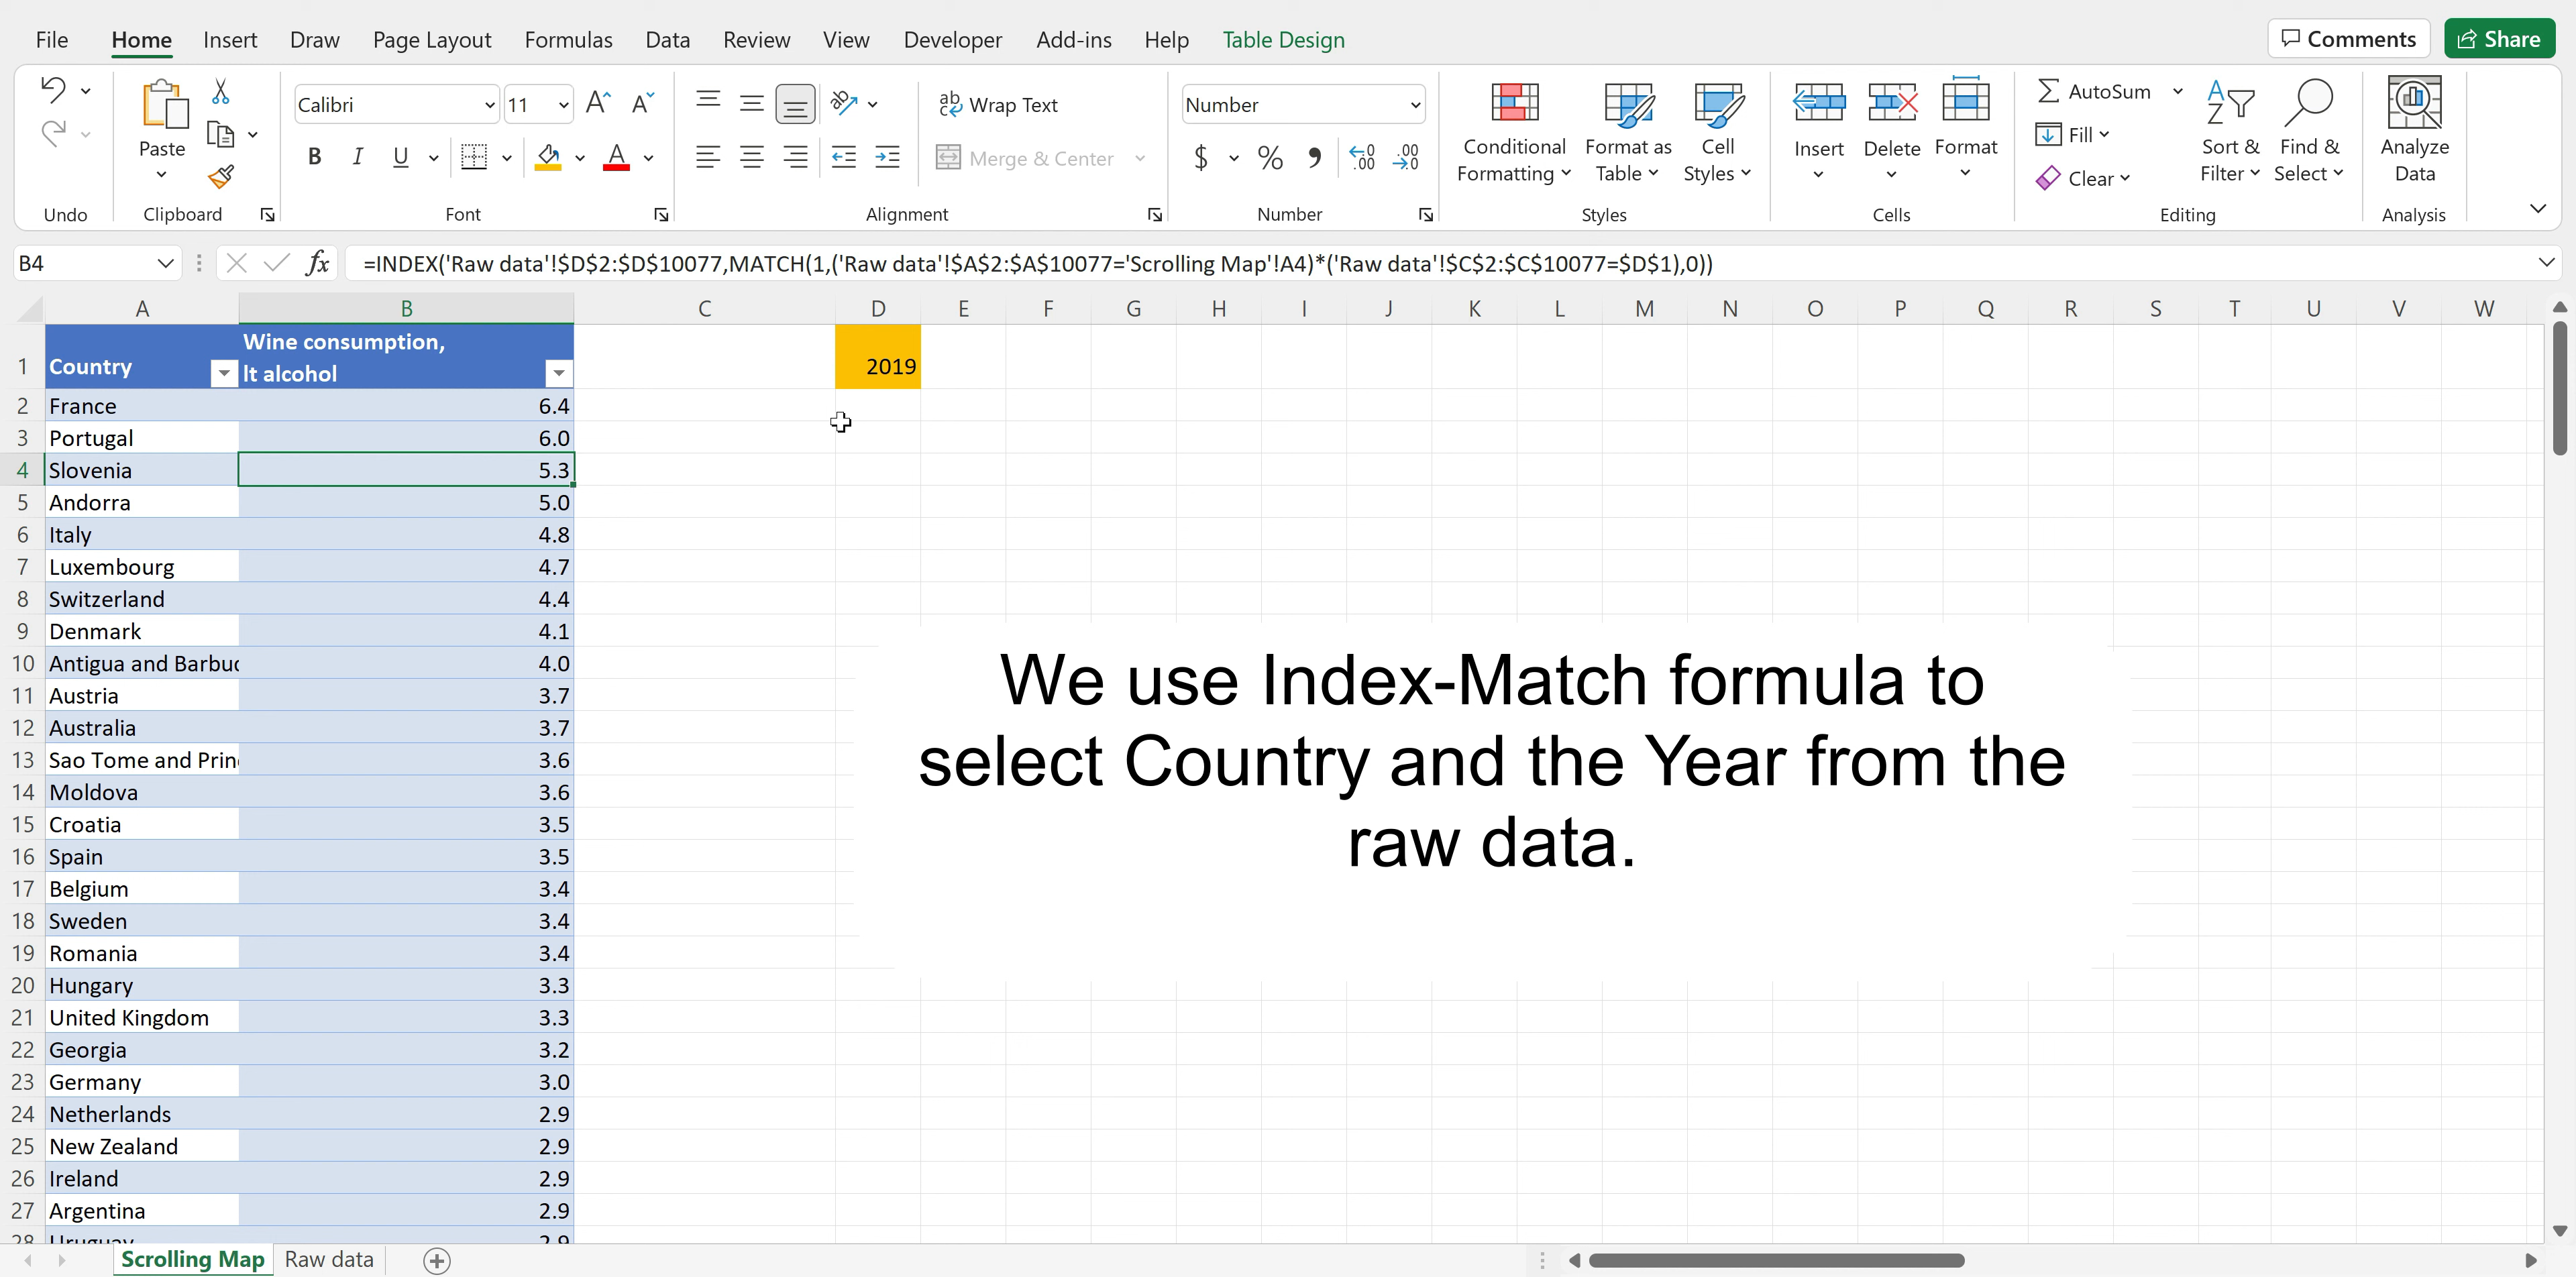 File Home Insert Draw Page Layout Formulas Data Review View Developer Add-ins Help Table Design Comments Share
Calibri 11 Wrap Text Number AutoSum
Paste B I U A Merge & Center $ % Conditional Formatting Format as Table Cell Styles Insert Delete Format Fill Clear Sort & Filter Find & Select Analyze Data
Undo Clipboard Font Alignment Number Styles Cells Editing Analysis
B4 fx =INDEX('Raw data'!$D$2:$D$10077,MATCH(1,('Raw data'!$A$2:$A$10077='Scrolling Map'!A4)*('Raw data'!$C$2:$C$10077=$D$1),0))
A B C D E F G H I J K L M N O P Q R S T U V W
1 Country Wine consumption, lt alcohol 2019
2 France 6.4
3 Portugal 6.0
4 Slovenia 5.3
5 Andorra 5.0
6 Italy 4.8
7 Luxembourg 4.7
8 Switzerland 4.4
9 Denmark 4.1
10 Antigua and Barbuc 4.0
11 Austria 3.7
12 Australia 3.7
13 Sao Tome and Prin 3.6
14 Moldova 3.6
15 Croatia 3.5
16 Spain 3.5
17 Belgium 3.4
18 Sweden 3.4
19 Romania 3.4
20 Hungary 3.3
21 United Kingdom 3.3
22 Georgia 3.2
23 Germany 3.0
24 Netherlands 2.9
25 New Zealand 2.9
26 Ireland 2.9
27 Argentina 2.9
28 Uruguay 2.9
We use Index-Match formula to
select Country and the Year from the
raw data.
Scrolling Map Raw data